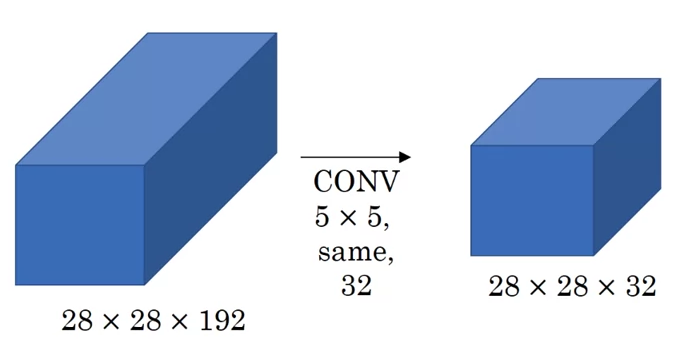 CONV
5 × 5,
same,
32
28 × 28 × 192
28 × 28 × 32